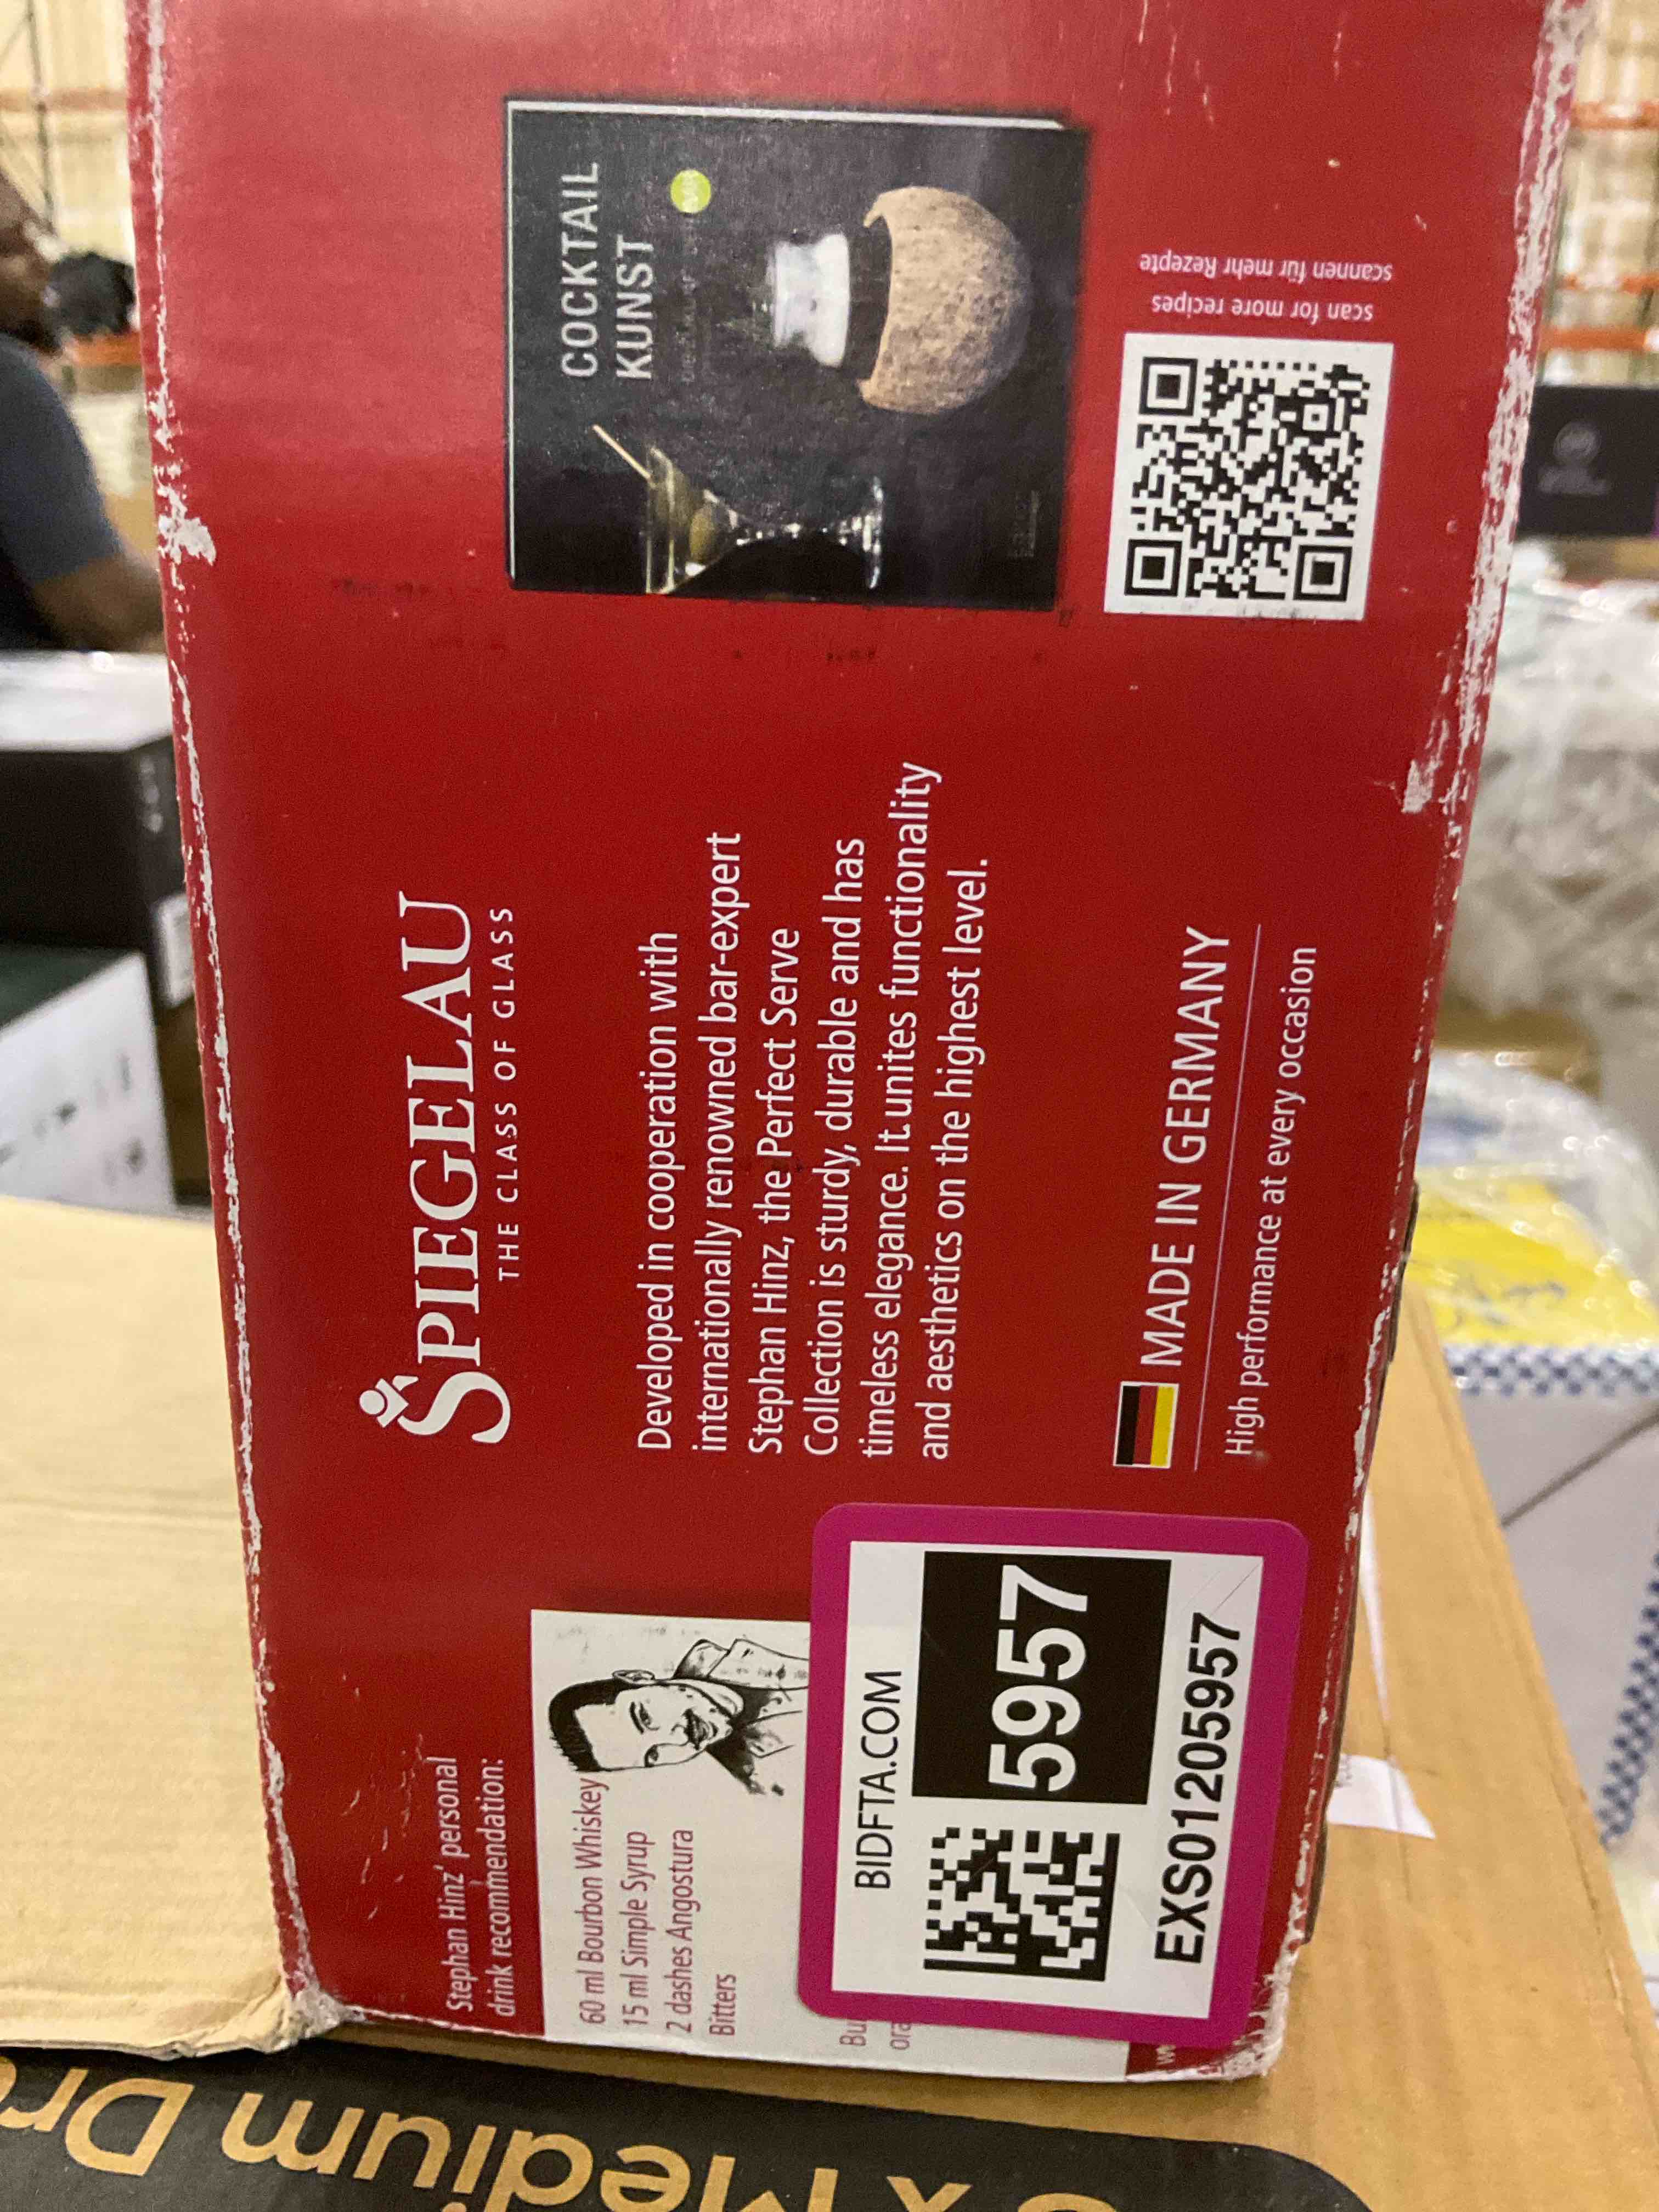 SPIEGELAU
THE CLASS OF GLASS
Developed in cooperation with
internationally renowned bar-expert
Stephan Hinz, the Perfect Serve
Collection is sturdy, durable and has
timeless elegance. It unites functionality
and aesthetics on the highest level.
MADE IN GERMANY
High performance at every occasion
Stephan Hinz' personal
drink recommendation:
60 ml Bourbon Whiskey
15 ml Simple Syrup
2 dashes Angostura
Bitters
BIDFTA.COM
5957
EXS01205957
COCKTAIL
KUNST
scan for more recipes
scannen für mehr Rezepte
Medium